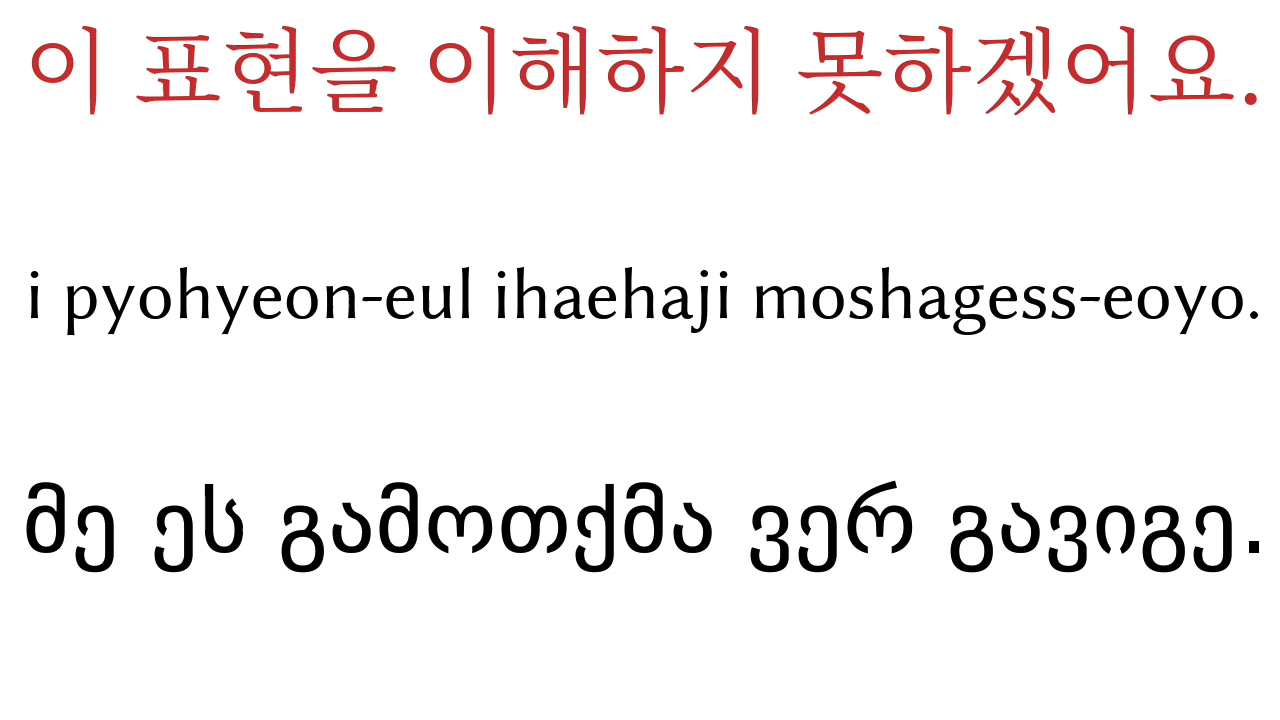 이 표현을 이해하지 못하겠어요.
i pyohyeon-eul ihaehaji moshagess-eoyo.
მე ეს გამოთქმა ვერ გავიგე.